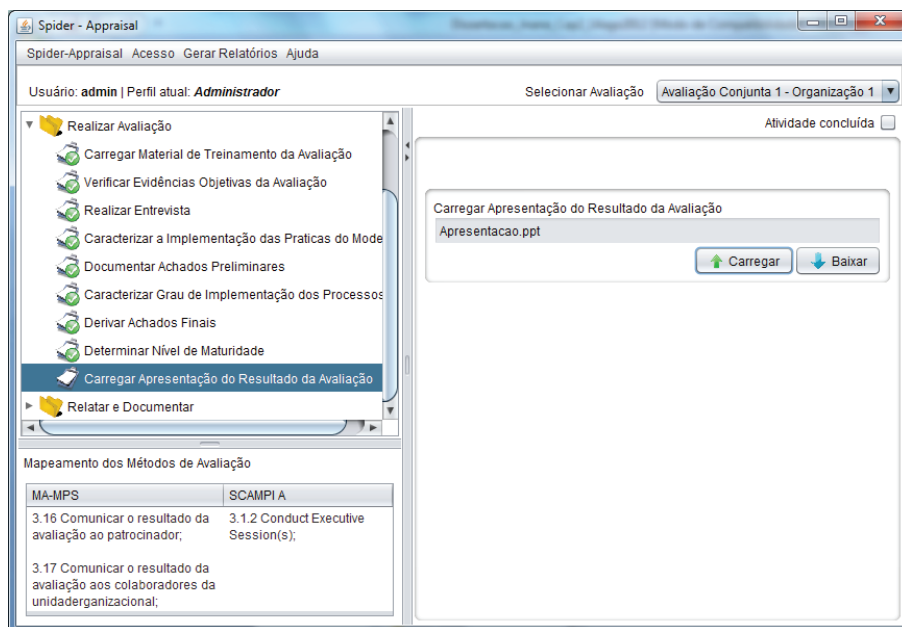 Spider - Appraisal
Spider-Appraisal Acesso Gerar Relatórios Ajuda
Usuário: admin | Perfil atual: Administrador
Selecionar Avaliação Avaliação Conjunta 1 - Organização 1
Realizar Avaliação
Carregar Material de Treinamento da Avaliação
Verificar Evidências Objetivas da Avaliação
Realizar Entrevista
Caracterizar a Implementação das Praticas do Mode
Documentar Achados Preliminares
Caracterizar Grau de Implementação dos Processos
Derivar Achados Finais
Determinar Nível de Maturidade
Carregar Apresentação do Resultado da Avaliação
Relatar e Documentar
Atividade concluída
Carregar Apresentação do Resultado da Avaliação
Apresentacao.ppt
Carregar Baixar
Mapeamento dos Métodos de Avaliação
MA-MPS SCAMPI A
3.16 Comunicar o resultado da
avaliação ao patrocinador;
3.1.2 Conduct Executive
Session(s);
3.17 Comunicar o resultado da
avaliação aos colaboradores da
unidaderganizacional;